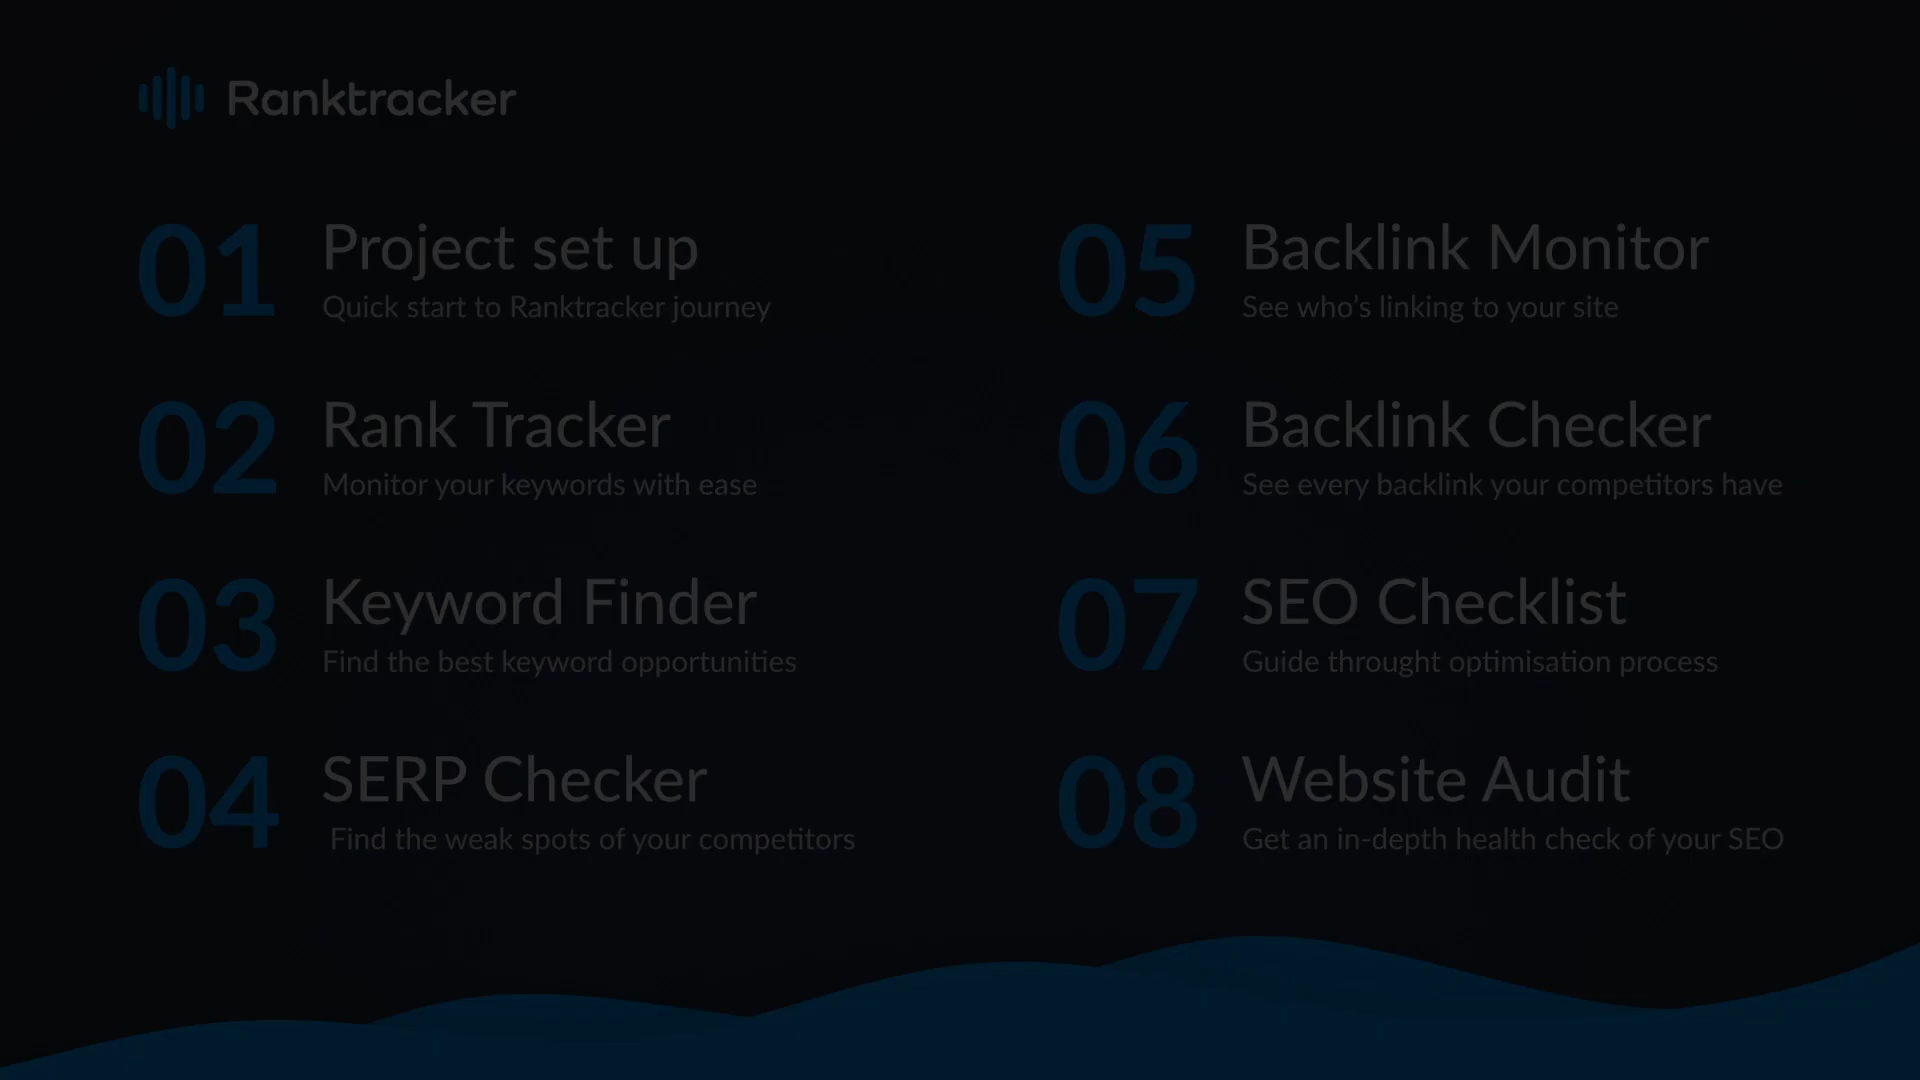 Ranktracker
01
Project set up
Quick start to Ranktracker journey
02
Rank Tracker
Monitor your keywords with ease
03
Keyword Finder
Find the best keyword opportunities
04
SERP Checker
Find the weak spots of your competitors
05
Backlink Monitor
See who’s linking to your site
06
Backlink Checker
See every backlink your competitors have
07
SEO Checklist
Guide throught optimisation process
08
Website Audit
Get an in-depth health check of your SEO